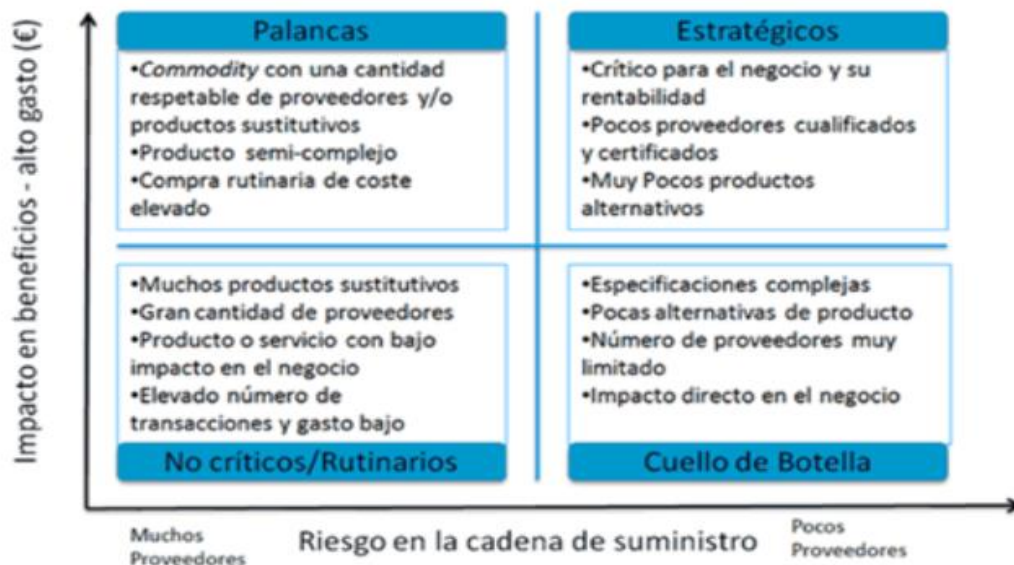 Impacto en beneficios - alto gasto (€)
Palancas
•Commodity con una cantidad
respetable de proveedores y/o
productos sustitutivos
•Producto semi-complejo
•Compra rutinaria de coste
elevado
Estratégicos
•Crítico para el negocio y su
rentabilidad
•Pocos proveedores cualificados
y certificados
•Muy Pocos productos
alternativos
•Muchos productos sustitutivos
•Gran cantidad de proveedores
•Producto o servicio con bajo
impacto en el negocio
•Elevado número de
transacciones y gasto bajo
No críticos/Rutinarios
•Especificaciones complejas
•Pocas alternativas de producto
•Número de proveedores muy
limitado
•Impacto directo en el negocio
Cuello de Botella
Muchos
Proveedores
Riesgo en la cadena de suministro
Pocos
Proveedores